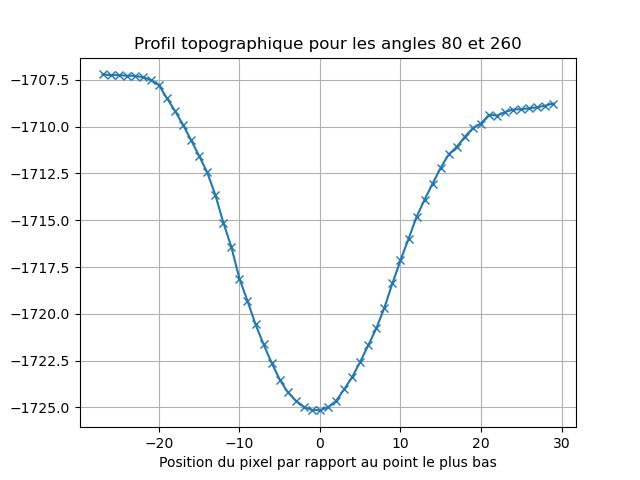 Profil topographique pour les angles 80 et 260
−1707.5
−1710.0
−1712.5
−1715.0
−1717.5
−1720.0
−1722.5
−1725.0
−20 −10 0 10 20 30
Position du pixel par rapport au point le plus bas